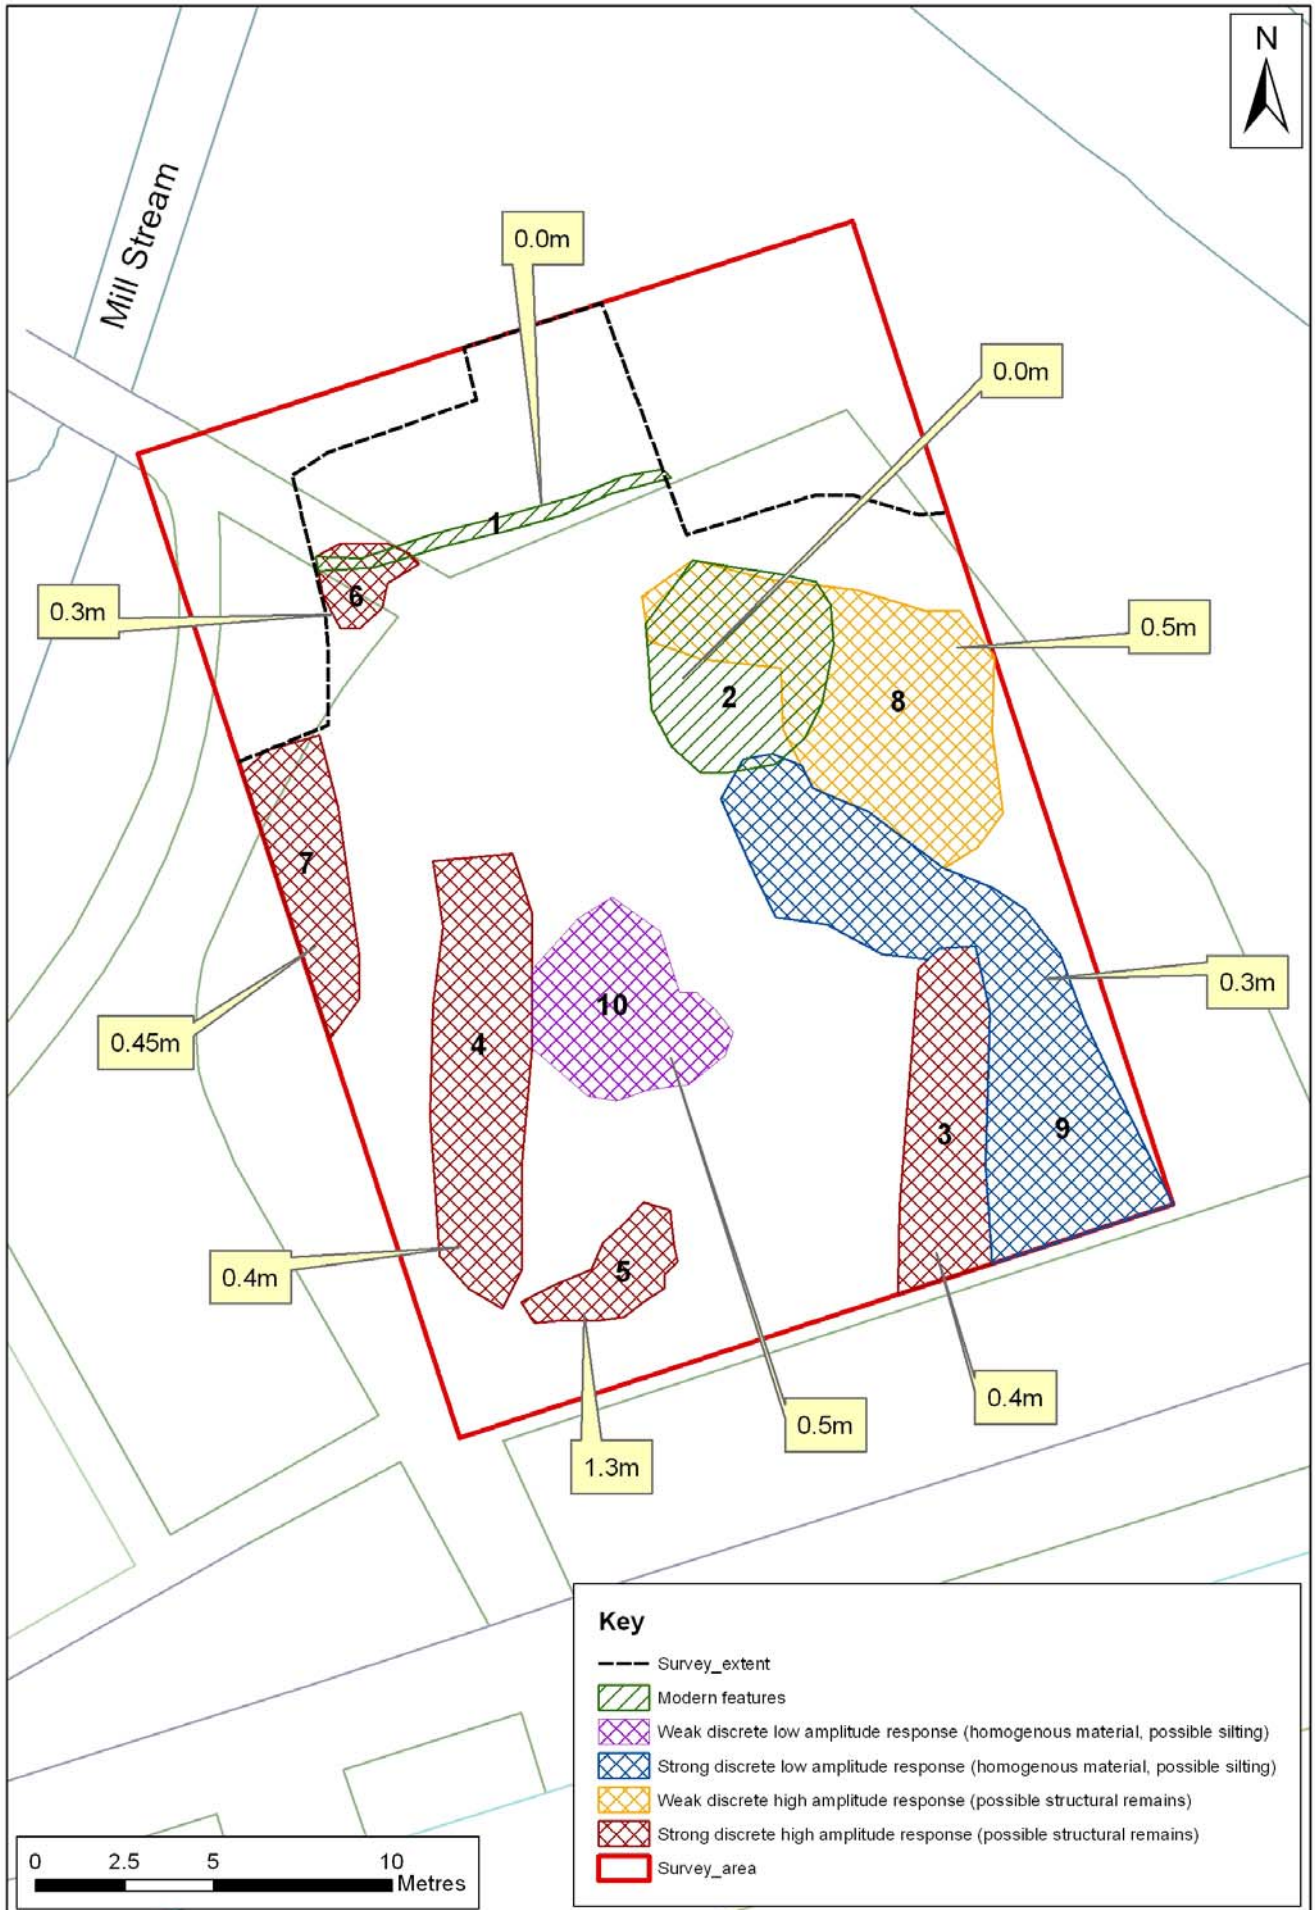 N
Mill Stream
0.0m
0.0m
1
6
0.3m
0.5m
2
8
7
0.3m
10
0.45m
4
3
9
5
0.4m
0.4m
0.5m
1.3m
Key
Survey_extent
Modern features
Weak discrete low amplitude response (homogenous material, possible silting)
Strong discrete low amplitude response (homogenous material, possible silting)
Weak discrete high amplitude response (possible structural remains)
Strong discrete high amplitude response (possible structural remains)
Survey_area
0 2.5 5 10
Metres